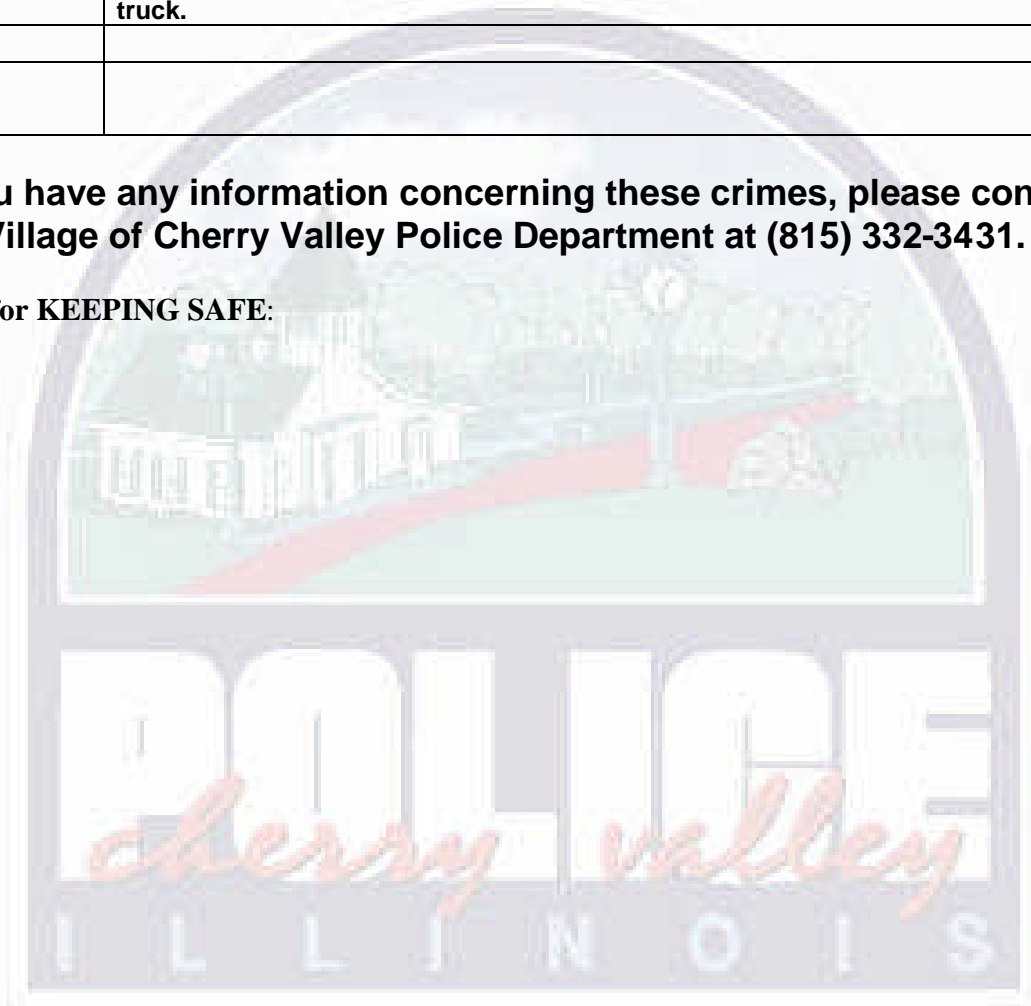 truck.
u have any information concerning these crimes, please con
Village of Cherry Valley Police Department at (815) 332-3431.
for KEEPING SAFE:
POLICE
cherry valley
ILLINOIS